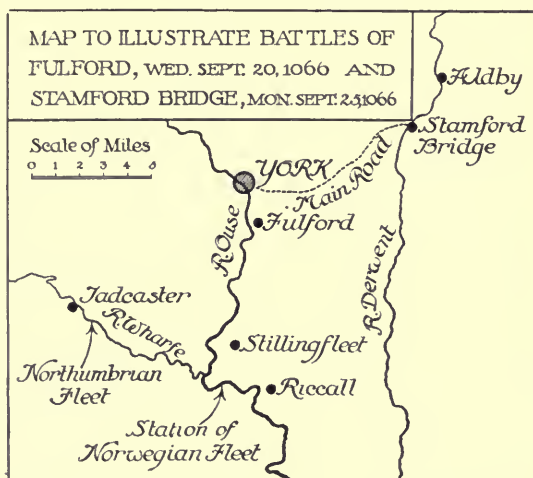 MAP TO ILLUSTRATE BATTLES OF
FULFORD, WED. SEPT. 20, 1066 AND
STAMFORD BRIDGE, MON. SEPT. 25 1066
Aldby
Stamford
Bridge
Scale of Miles
0 1 2 3 4 5
YORK
Main Road
Fulford
R. Ouse
R. Derwent
Tadcaster
R. Wharfe
Northumbrian
Fleet
Stillingfleet
Riccall
Station of
Norwegian Fleet